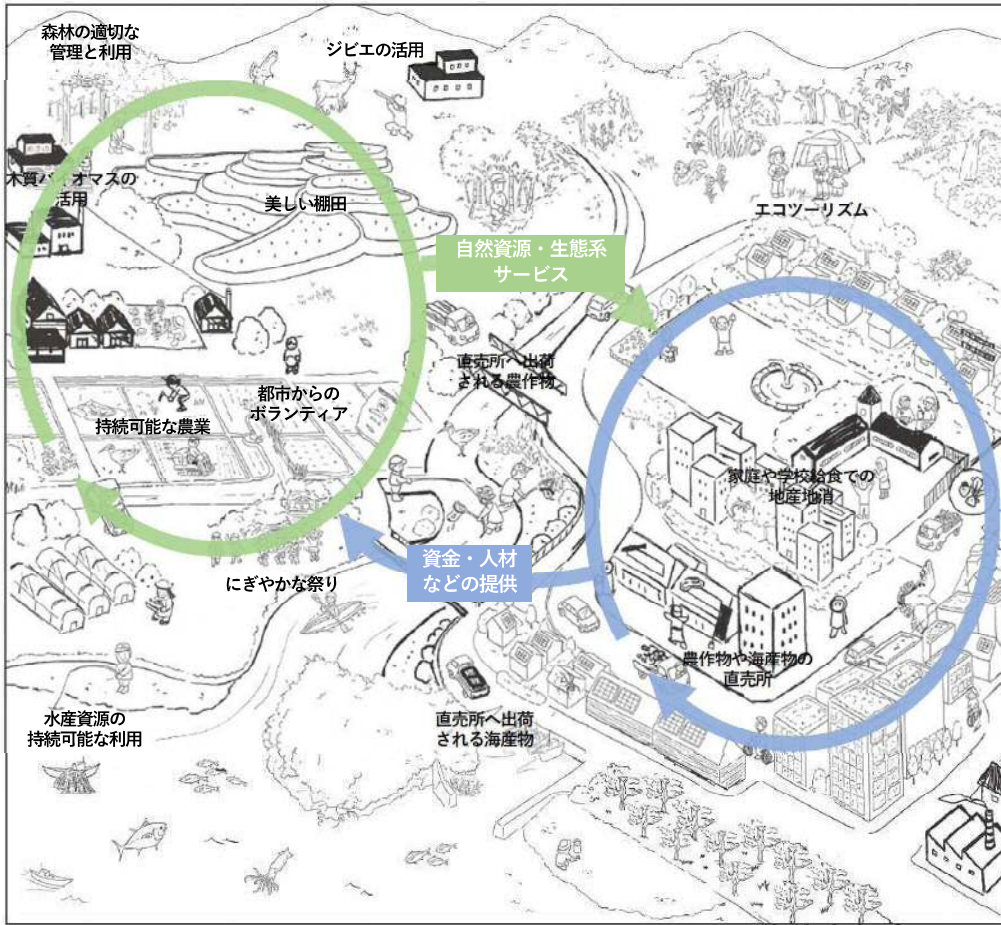 森林の適切な
管理と利用
ジビエの活用
木質バイオマスの
活用
美しい棚田
エコツーリズム
自然資源・生態系
サービス
直売所へ出荷
される農作物
都市からの
ボランティア
持続可能な農業
家庭や学校給食での
地産地消
資金・人材
などの提供
にぎやかな祭り
農作物や海産物の
直売所
水産資源の
持続可能な利用
直売所へ出荷
される海産物